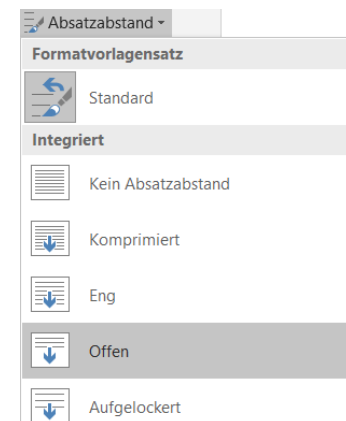 Absatzabstand
Formatvorlagensatz
Standard
Integriert
Kein Absatzabstand
Komprimiert
Eng
Offen
Aufgelockert